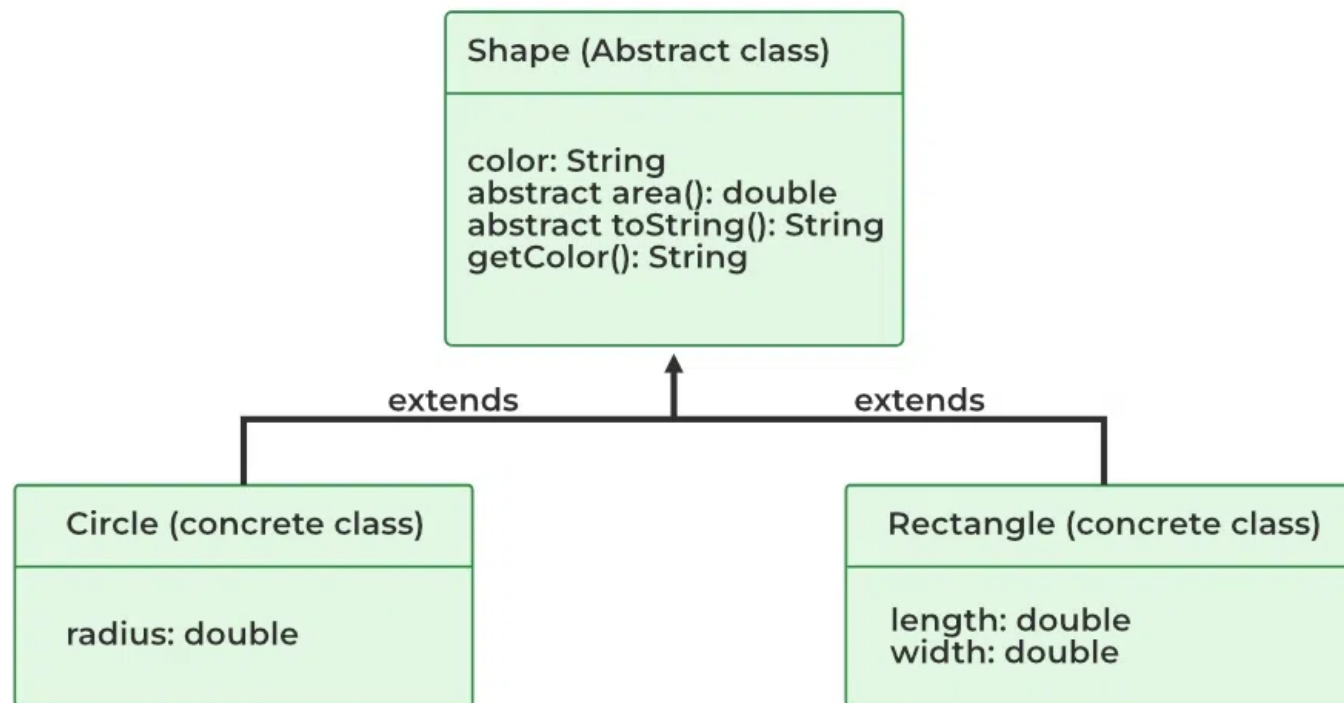 Shape (Abstract class)
color: String
abstract area(): double
abstract toString(): String
getColor(): String
extends
extends
Circle (concrete class)
radius: double
Rectangle (concrete class)
length: double
width: double